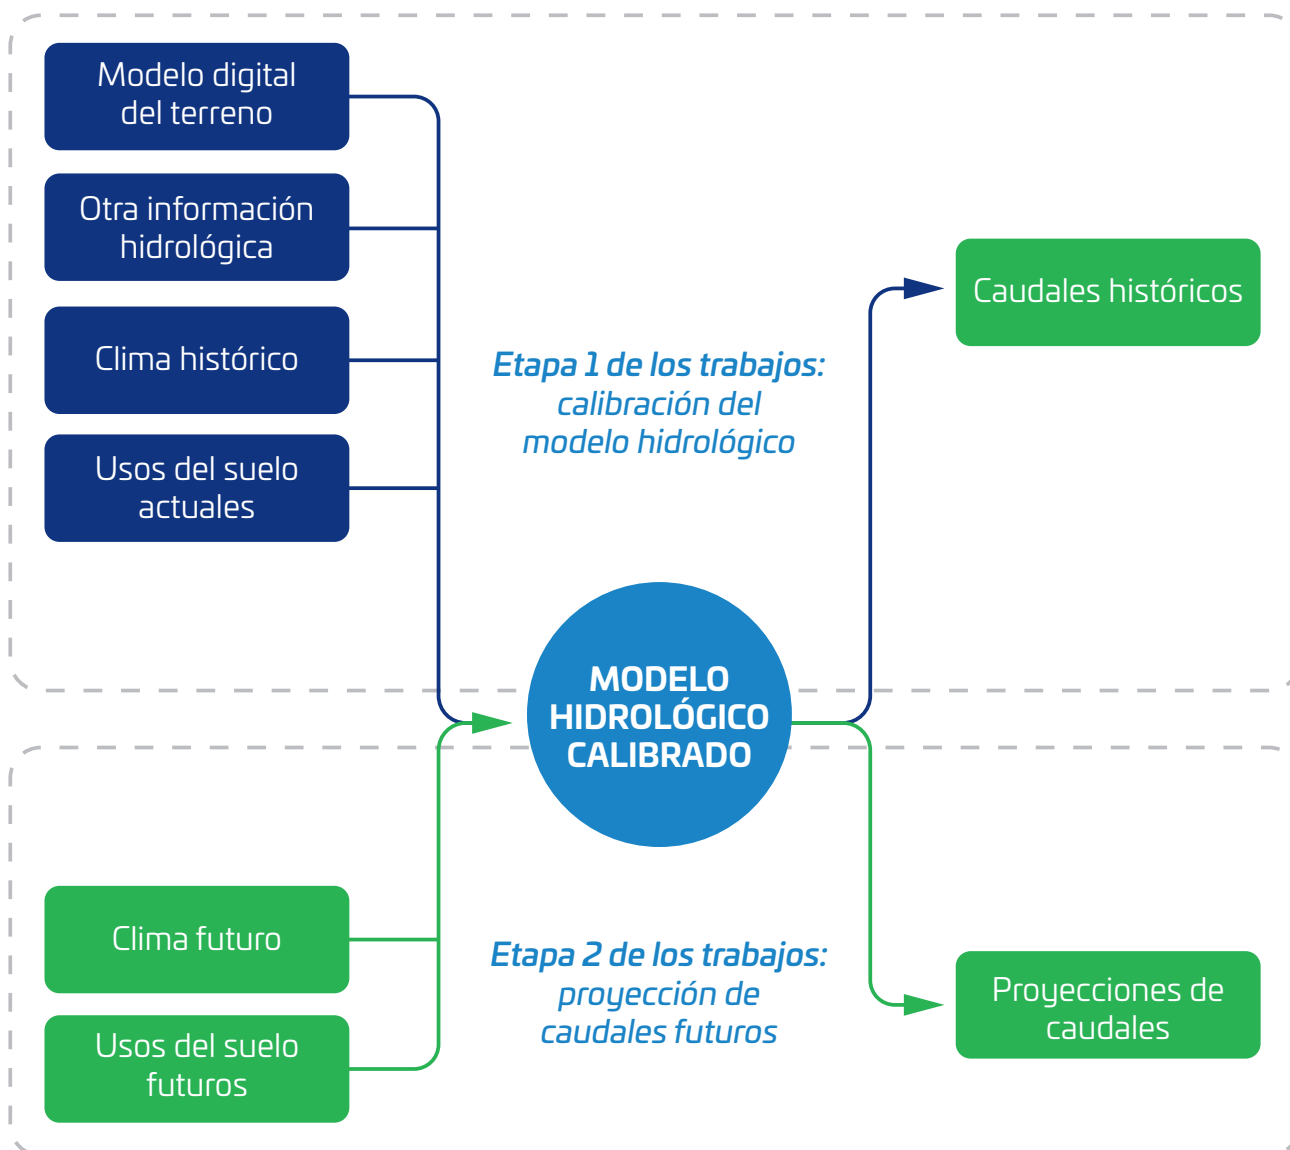 Modelo digital
del terreno
Otra información
hidrológica
Clima histórico
Usos del suelo
actuales
Etapa 1 de los trabajos:
calibración del
modelo hidrológico
Caudales históricos
MODELO
HIDROLÓGICO
CALIBRADO
Clima futuro
Usos del suelo
futuros
Etapa 2 de los trabajos:
proyección de
caudales futuros
Proyecciones de
caudales